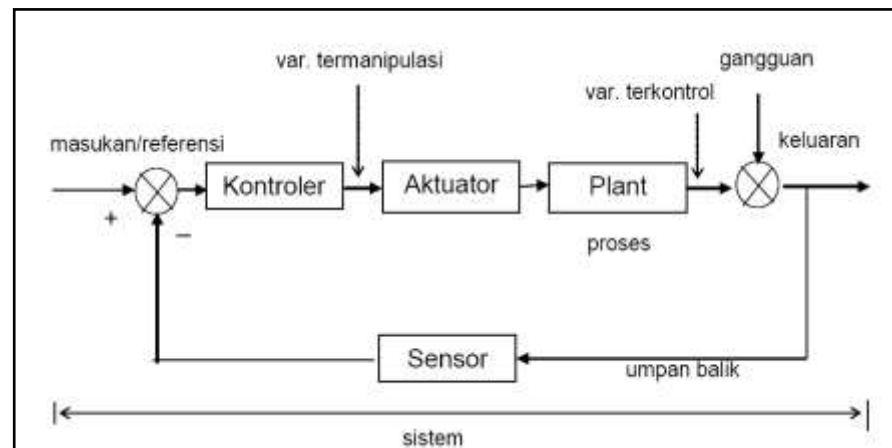 gangguan
var. termanipulasi
var. terkontrol
masukan/referensi
keluaran
Kontroler
Aktuator
Plant
+
−
proses
Sensor
umpan balik
sistem